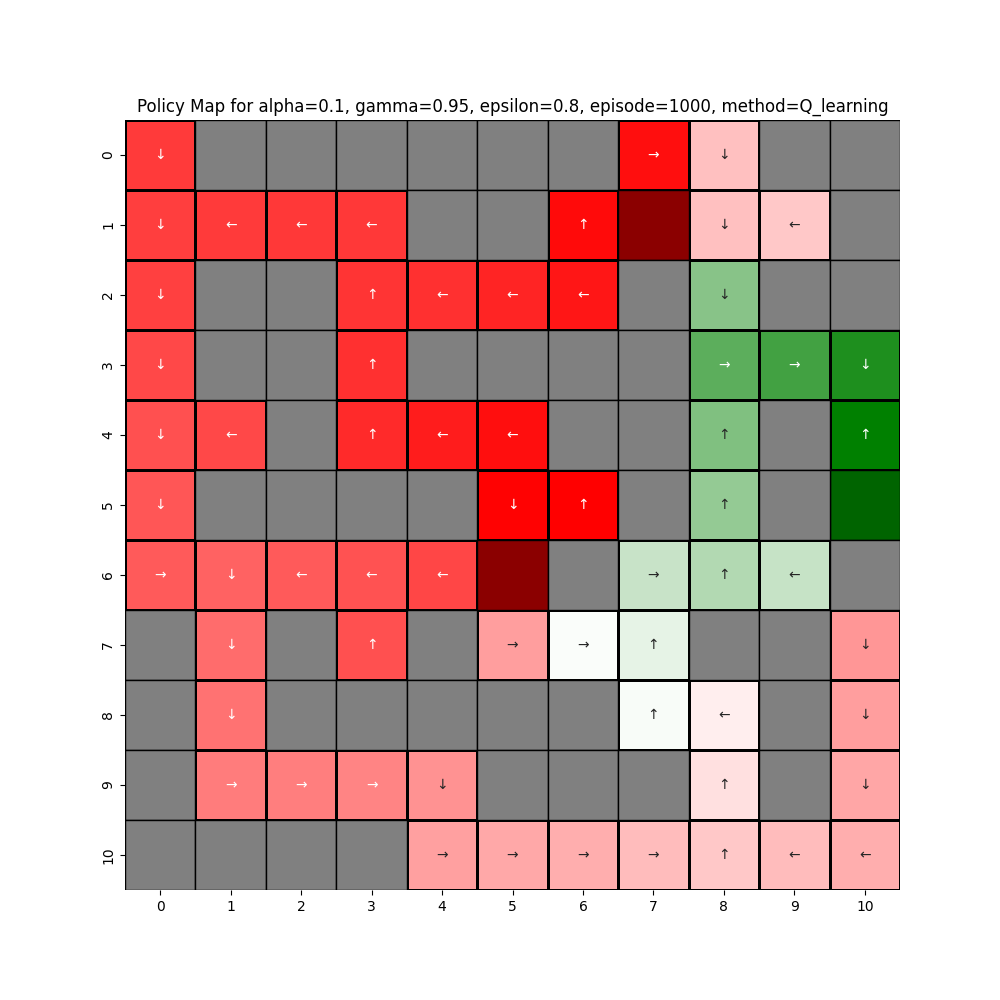 Policy Map for alpha=0.1, gamma=0.95, epsilon=0.8, episode=1000, method=Q_learning
0 ↓ → ↓
1 ↓ ← ← ← ↑ ↓ ←
2 ↓ ↑ ← ← ← ↓
3 ↓ ↑ → → ↓
4 ↓ ← ↑ ← ← ↑ ↑
5 ↓ ↓ ↑ ↑
6 → ↓ ← ← ← → ↑ ←
7 ↓ ↑ → → ↑ ↓
8 ↓ ↑ ← ↓
9 → → → ↓ ↑ ↓
10 → → → → ↑ ← ←
0 1 2 3 4 5 6 7 8 9 10